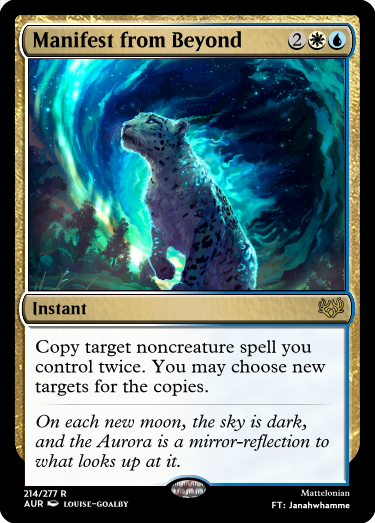 Manifest from Beyond 2
Instant
Copy target noncreature spell you
control twice. You may choose new
targets for the copies.
On each new moon, the sky is dark,
and the Aurora is a mirror-reflection to
what looks up at it.
214/277 R Mattelonian
AUR LOUISE-GOALBY FT: Janahwhamme